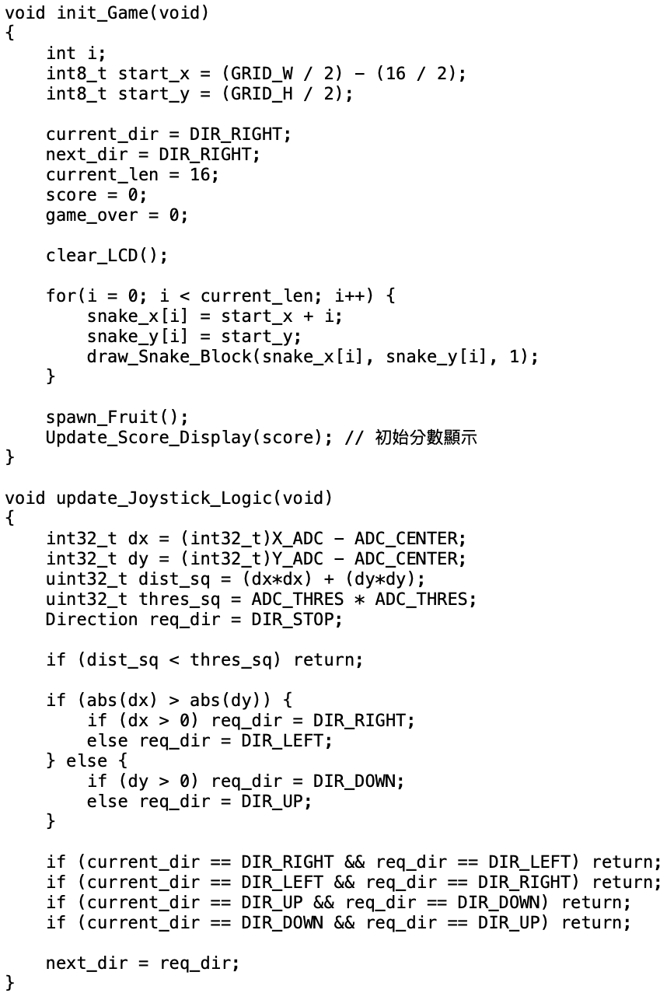 void init_Game(void)
{
    int i;
    int8_t start_x = (GRID_W / 2) - (16 / 2);
    int8_t start_y = (GRID_H / 2);

    current_dir = DIR_RIGHT;
    next_dir = DIR_RIGHT;
    current_len = 16;
    score = 0;
    game_over = 0;

    clear_LCD();

    for(i = 0; i < current_len; i++) {
        snake_x[i] = start_x + i;
        snake_y[i] = start_y;
        draw_Snake_Block(snake_x[i], snake_y[i], 1);
    }

    spawn_Fruit();
    Update_Score_Display(score); // 初始分數顯示
}

void update_Joystick_Logic(void)
{
    int32_t dx = (int32_t)X_ADC - ADC_CENTER;
    int32_t dy = (int32_t)Y_ADC - ADC_CENTER;
    uint32_t dist_sq = (dx*dx) + (dy*dy);
    uint32_t thres_sq = ADC_THRES * ADC_THRES;
    Direction req_dir = DIR_STOP;

    if (dist_sq < thres_sq) return;

    if (abs(dx) > abs(dy)) {
        if (dx > 0) req_dir = DIR_RIGHT;
        else req_dir = DIR_LEFT;
    } else {
        if (dy > 0) req_dir = DIR_DOWN;
        else req_dir = DIR_UP;
    }

    if (current_dir == DIR_RIGHT && req_dir == DIR_LEFT) return;
    if (current_dir == DIR_LEFT && req_dir == DIR_RIGHT) return;
    if (current_dir == DIR_UP && req_dir == DIR_DOWN) return;
    if (current_dir == DIR_DOWN && req_dir == DIR_UP) return;

    next_dir = req_dir;
}